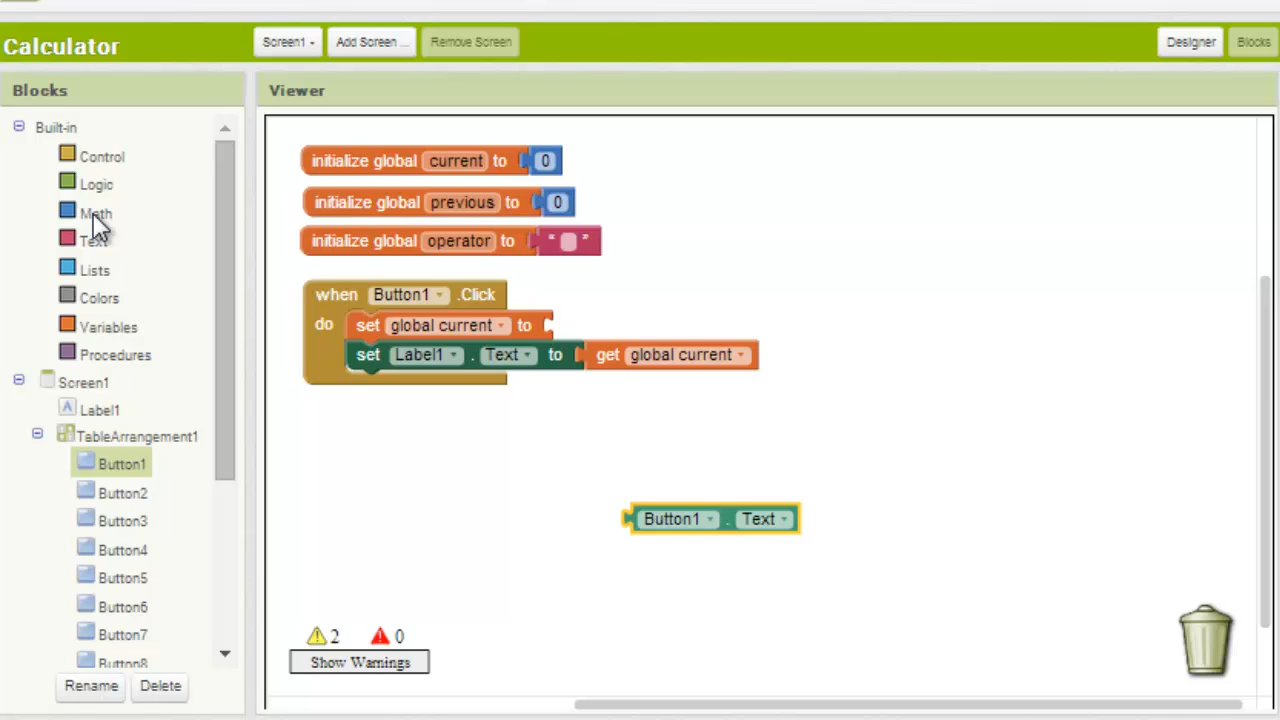 Calculator
Screen1
Add Screen ...
Remove Screen
Designer
Blocks
Blocks
Viewer
Built-in
Control
Logic
Math
Text
Lists
Colors
Variables
Procedures
Screen1
Label1
TableArrangement1
Button1
Button2
Button3
Button4
Button5
Button6
Button7
Button8
Rename Delete
initialize global current to 0
initialize global previous to 0
initialize global operator to " "
when Button1 .Click
do set global current to
set Label1 . Text to get global current
Button1 . Text
2 0
Show Warnings